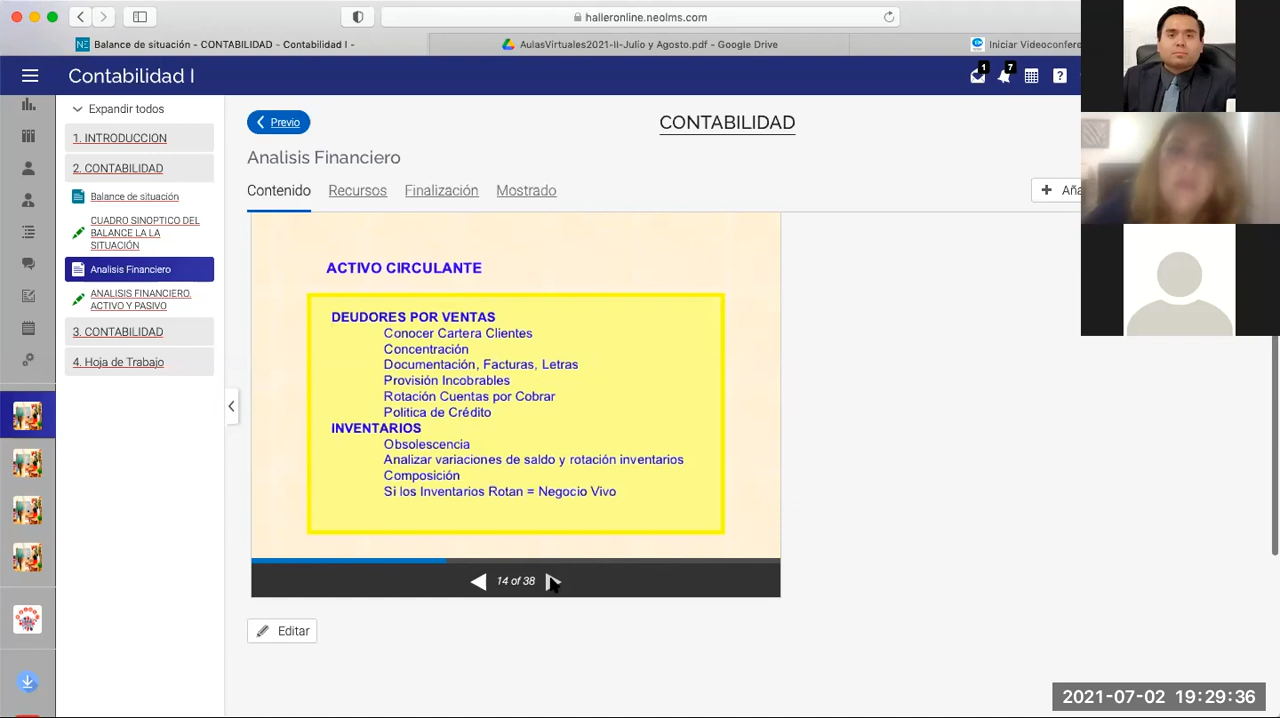 halleronline.neolms.com
NE Balance de situación - CONTABILIDAD - Contabilidad I -
AulasVirtuales2021-II-Julio y Agosto.pdf - Google Drive
Iniciar Videoconfe
Contabilidad I
1
7
?
Expandir todos
1. INTRODUCCION
2. CONTABILIDAD
Balance de situación
CUADRO SINOPTICO DEL
BALANCE LA LA
SITUACIÓN
Analisis Financiero
ANALISIS FINANCIERO.
ACTIVO Y PASIVO
3. CONTABILIDAD
4. Hoja de Trabajo
Previo
CONTABILIDAD
Analisis Financiero
Contenido Recursos Finalización Mostrado
+ Aña
ACTIVO CIRCULANTE
DEUDORES POR VENTAS
Conocer Cartera Clientes
Concentración
Documentación, Facturas, Letras
Provisión Incobrables
Rotación Cuentas por Cobrar
Politica de Crédito
INVENTARIOS
Obsolescencia
Analizar variaciones de saldo y rotación inventarios
Composición
Si los Inventarios Rotan = Negocio Vivo
14 of 38
Editar
2021-07-02 19:29:36